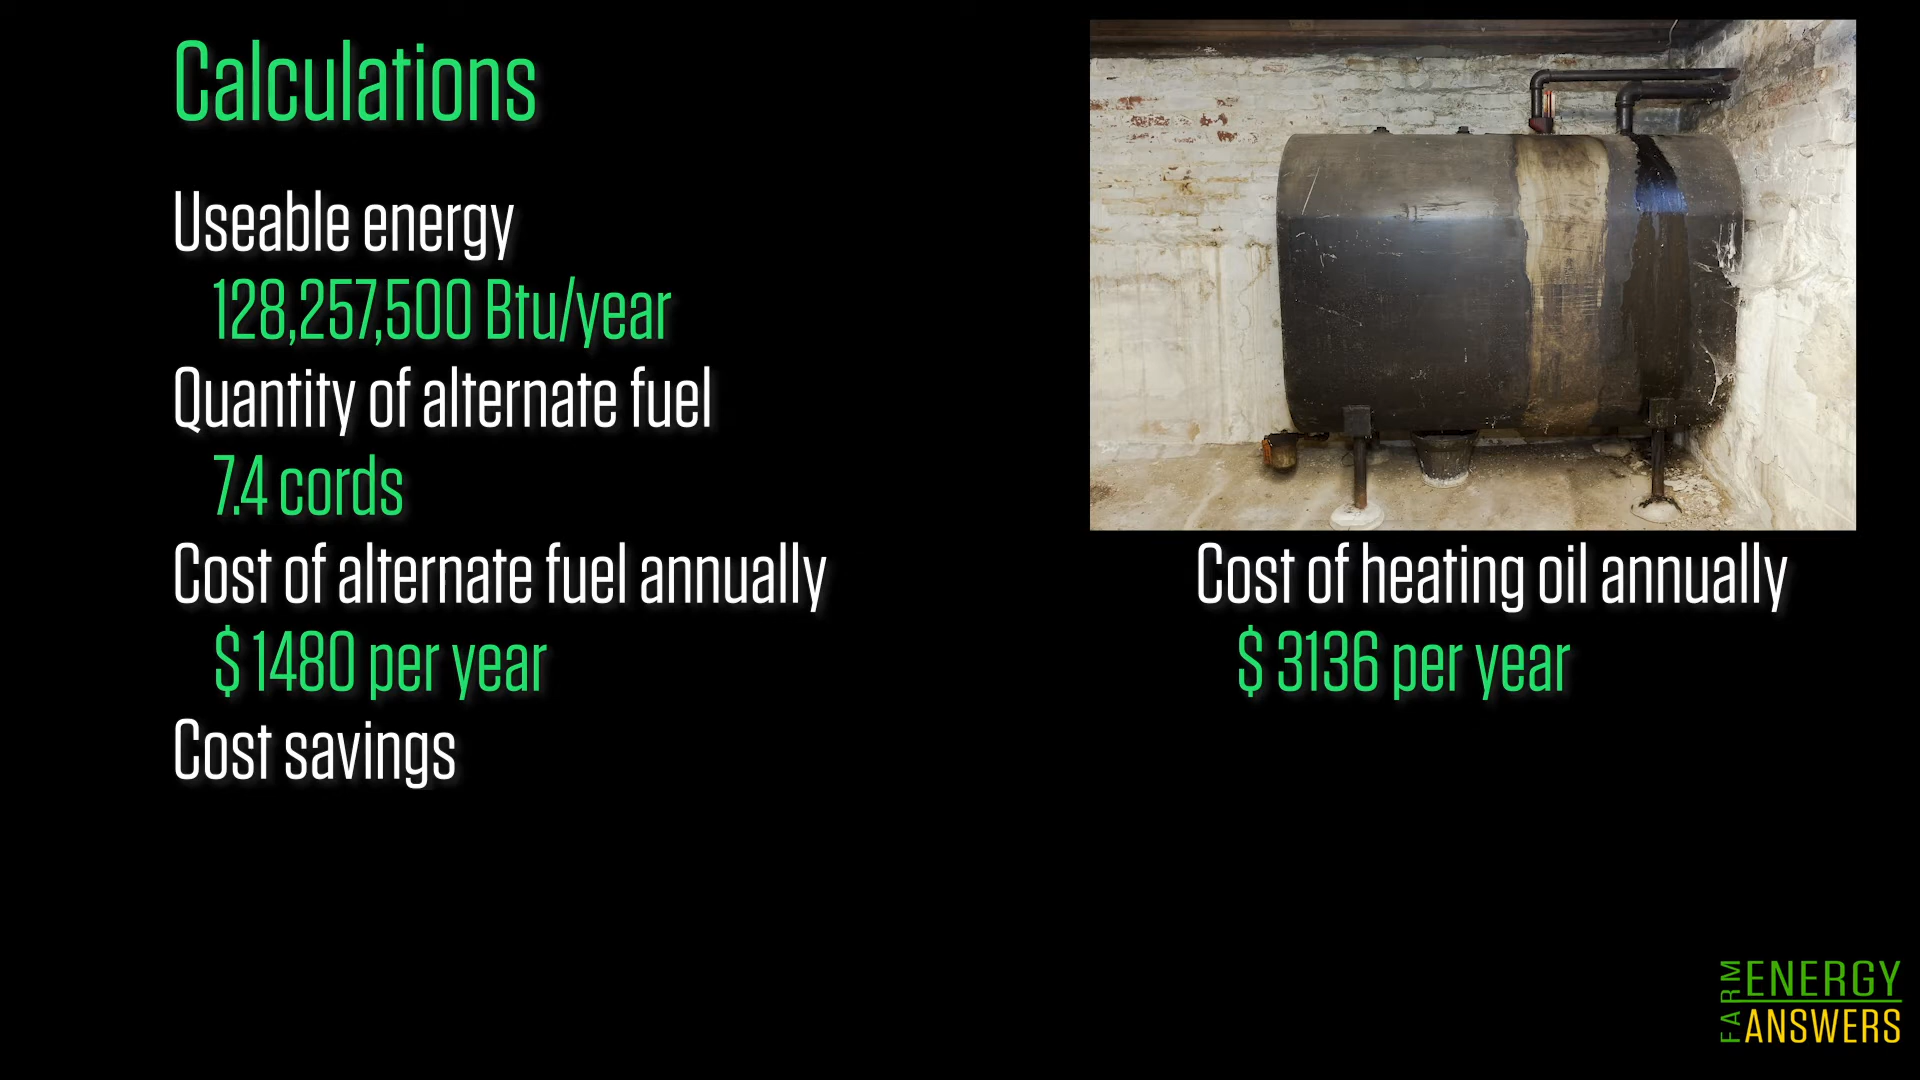 Calculations
Useable energy
128,257,500 Btu/year
Quantity of alternate fuel
7.4 cords
Cost of alternate fuel annually
$ 1480 per year
Cost savings
Cost of heating oil annually
$ 3136 per year
FARM
ENERGY
ANSWERS